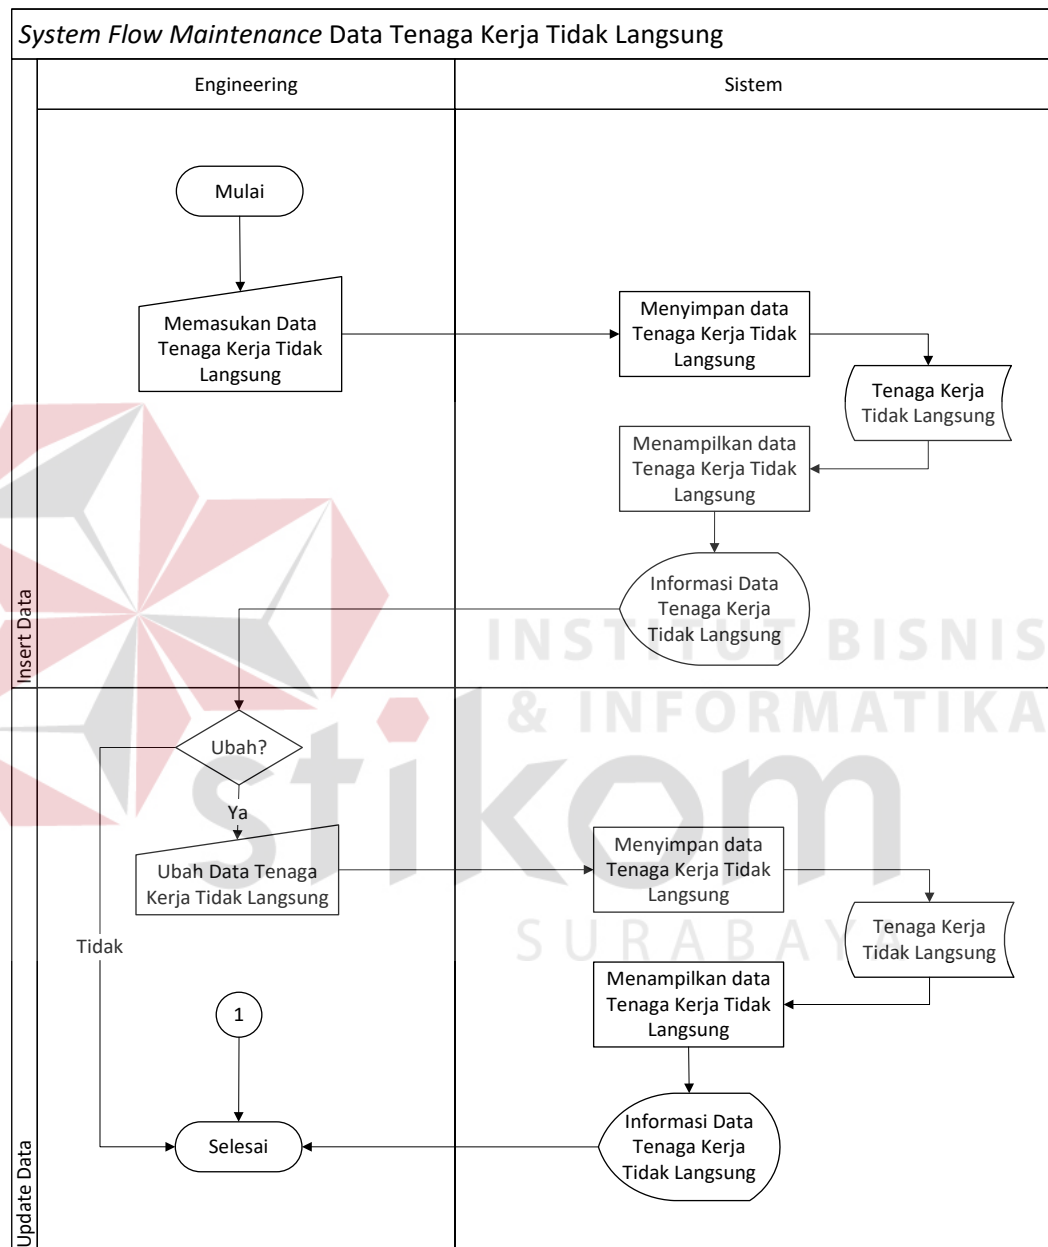 System Flow Maintenance Data Tenaga Kerja Tidak Langsung
Engineering
Sistem
Insert Data
Mulai
Memasukan Data
Tenaga Kerja Tidak
Langsung
Menyimpan data
Tenaga Kerja Tidak
Langsung
Tenaga Kerja
Tidak Langsung
Menampilkan data
Tenaga Kerja Tidak
Langsung
Informasi Data
Tenaga Kerja
Tidak Langsung
INSTITUT BISNIS
& INFORMATIKA
stikom
SURABAYA
Update Data
Ubah?
Ya
Tidak
Ubah Data Tenaga
Kerja Tidak Langsung
Menyimpan data
Tenaga Kerja Tidak
Langsung
Tenaga Kerja
Tidak Langsung
Menampilkan data
Tenaga Kerja Tidak
Langsung
Informasi Data
Tenaga Kerja
Tidak Langsung
1
Selesai